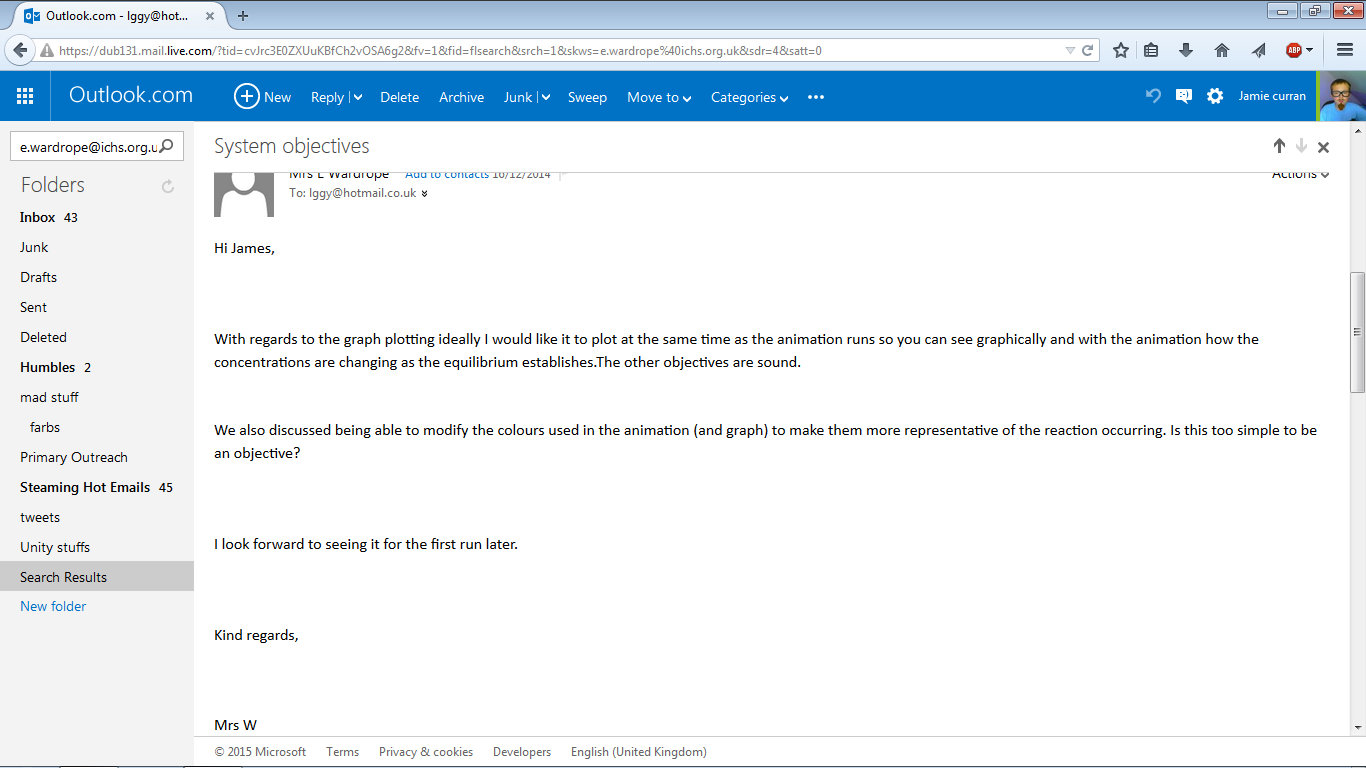 Outlook.com - Iggy@hot...
https://dub131.mail.live.com/?tid=cvJrc3E0ZXUuKBfCh2vOSA6g2&fv=1&fid=flsearch&srch=1&skws=e.wardrope%40ichs.org.uk&sdr=4&satt=0
ABP
Outlook.com
New
Reply
Delete
Archive
Junk
Sweep
Move to
Categories
Jamie curran
e.wardrope@ichs.org.u
System objectives
Folders
Mrs E Wardrope Add to contacts 16/12/2014
Actions
To: Iggy@hotmail.co.uk
Inbox 43
Junk
Drafts
Sent
Deleted
Humbles 2
mad stuff
farbs
Primary Outreach
Steaming Hot Emails 45
tweets
Unity stuffs
Search Results
New folder
Hi James,
With regards to the graph plotting ideally I would like it to plot at the same time as the animation runs so you can see graphically and with the animation how the
concentrations are changing as the equilibrium establishes.The other objectives are sound.
We also discussed being able to modify the colours used in the animation (and graph) to make them more representative of the reaction occurring. Is this too simple to be
an objective?
I look forward to seeing it for the first run later.
Kind regards,
Mrs W
© 2015 Microsoft
Terms
Privacy & cookies
Developers
English (United Kingdom)